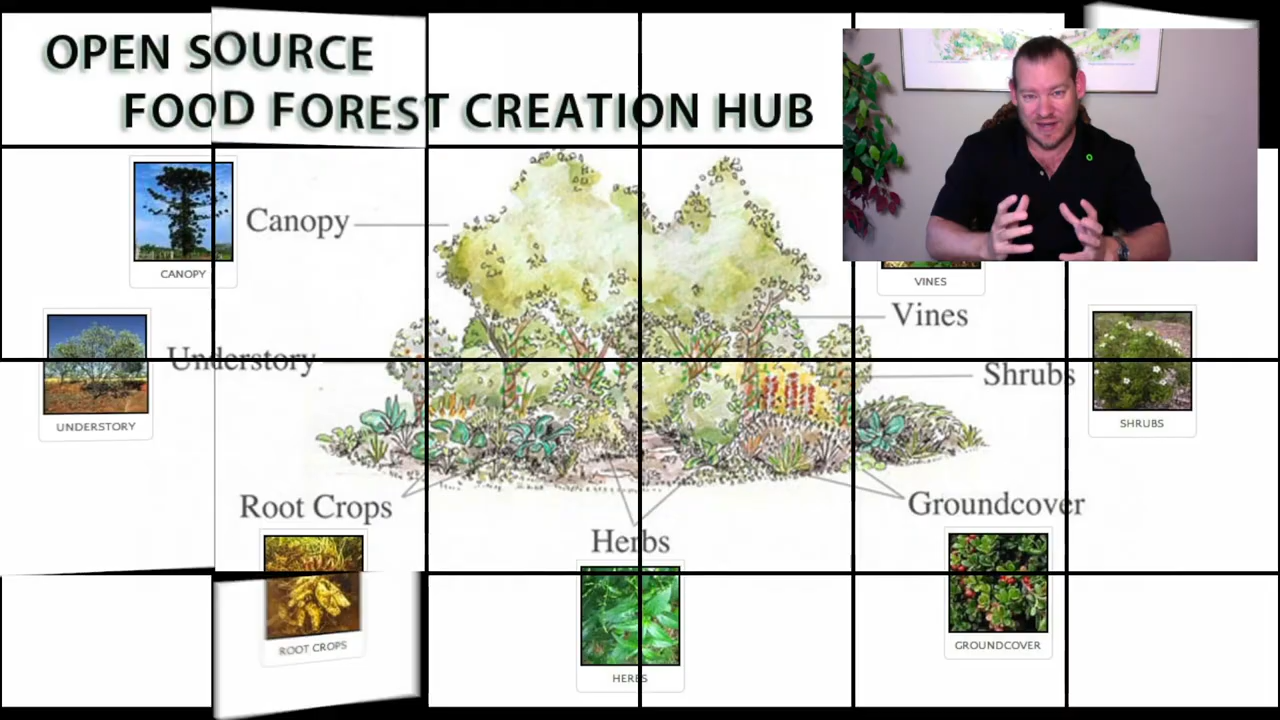 OPEN SOURCE
FOOD FOREST CREATION HUB
Canopy
CANOPY
VINES
Vines
Understory
Shrubs
UNDERSTORY
SHRUBS
Root Crops
Groundcover
Herbs
ROOT CROPS
GROUNDCOVER
HERBS